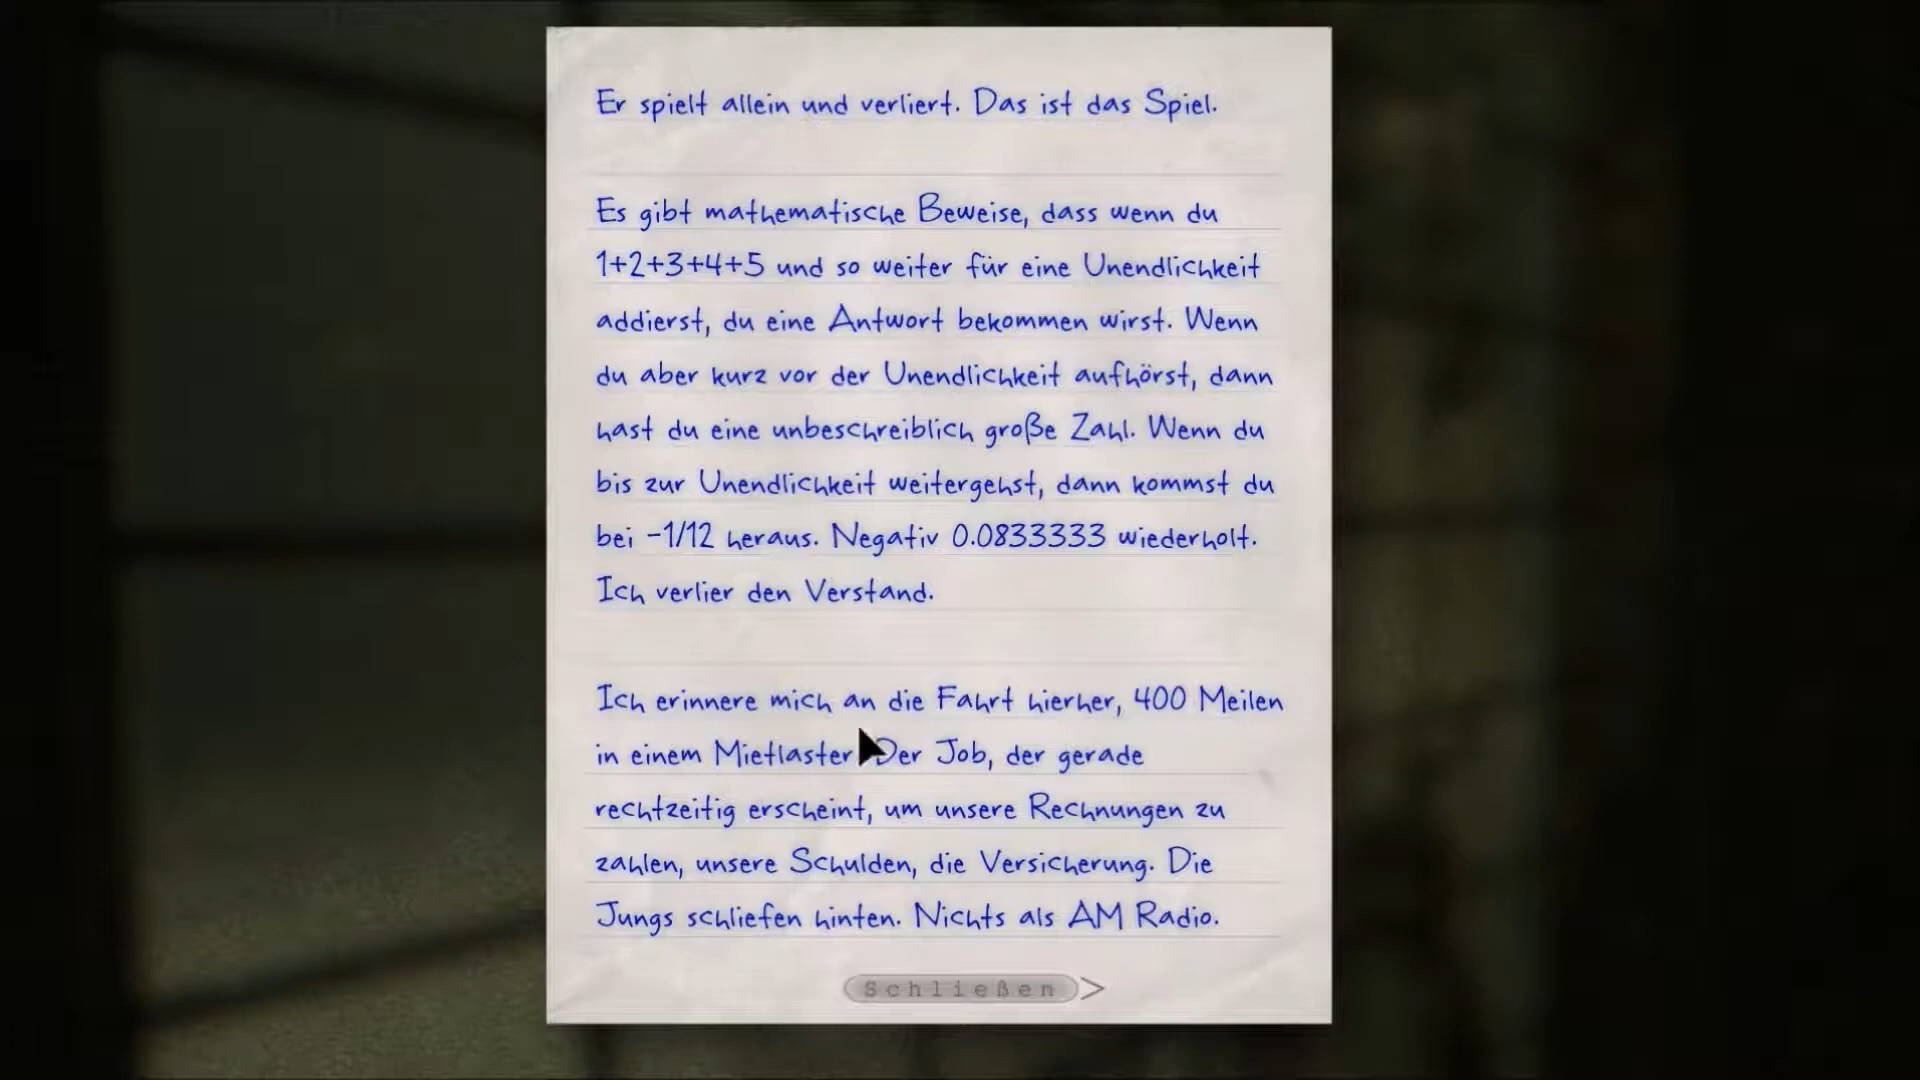 Er spielt allein und verliert. Das ist das Spiel.
Es gibt mathematische Beweise, dass wenn du
1+2+3+4+5 und so weiter für eine Unendlichkeit
addierst, du eine Antwort bekommen wirst. Wenn
du aber kurz vor der Unendlichkeit aufhörst, dann
hast du eine unbeschreiblich große Zahl. Wenn du
bis zur Unendlichkeit weitergehst, dann kommst du
bei -1/12 heraus. Negativ 0.0833333 wiederholt.
Ich verlier den Verstand.
Ich erinnere mich an die Fahrt hierher, 400 Meilen
in einem Mietlaster Der Job, der gerade
rechtzeitig erscheint, um unsere Rechnungen zu
zahlen, unsere Schulden, die Versicherung. Die
Jungs schliefen hinten. Nichts als AM Radio.
Schließen >